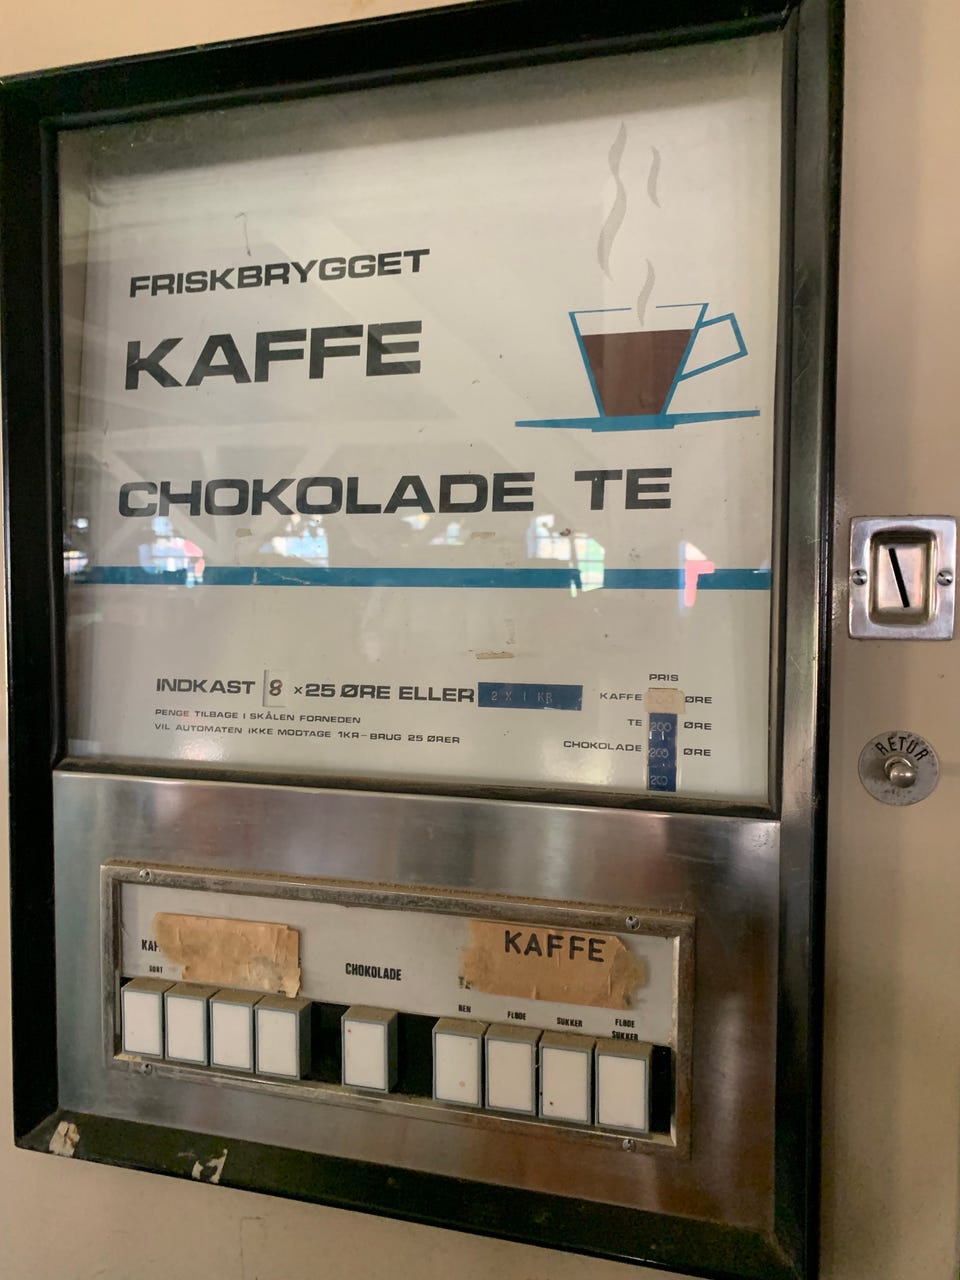 FRISKBRYGGET
KAFFE
CHOKOLADE TE
INDKAST 8 x 25 ØRE ELLER 2 X 1 KR
PENGE TILBAGE I SKÅLEN FORNEDEN
VIL AUTOMATEN IKKE MODTAGE 1KR-BRUG 25 ØRER
PRIS
KAFFE ØRE
TE 200 ØRE
CHOKOLADE 200 ØRE
200
RETUR
KAFFE
CHOKOLADE
SORT
REN FLØDE SUKKER FLØDE
SUKKER